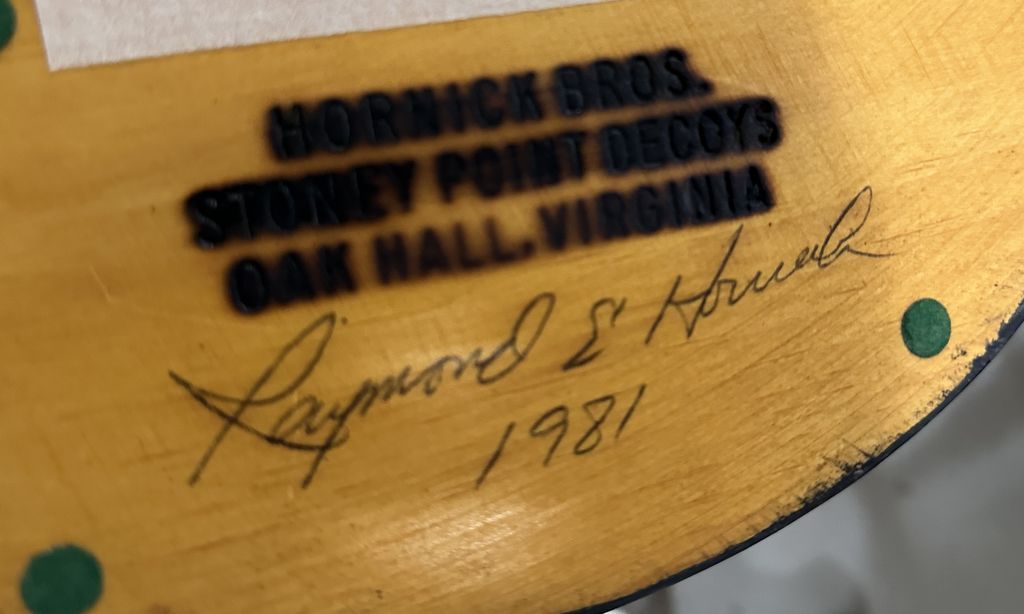 HORNICK BROS.
STONEY POINT DECOYS
OAK HALL, VIRGINIA
Raymond E Hornick
1981